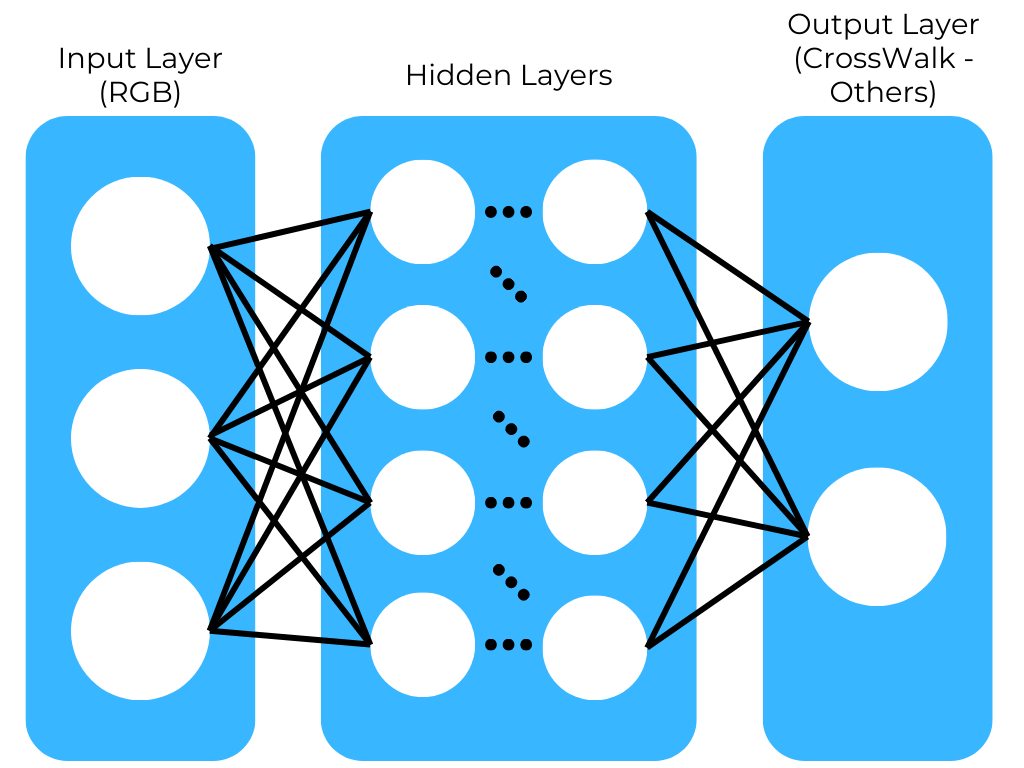 Input Layer
(RGB)
Hidden Layers
Output Layer
(CrossWalk -
Others)